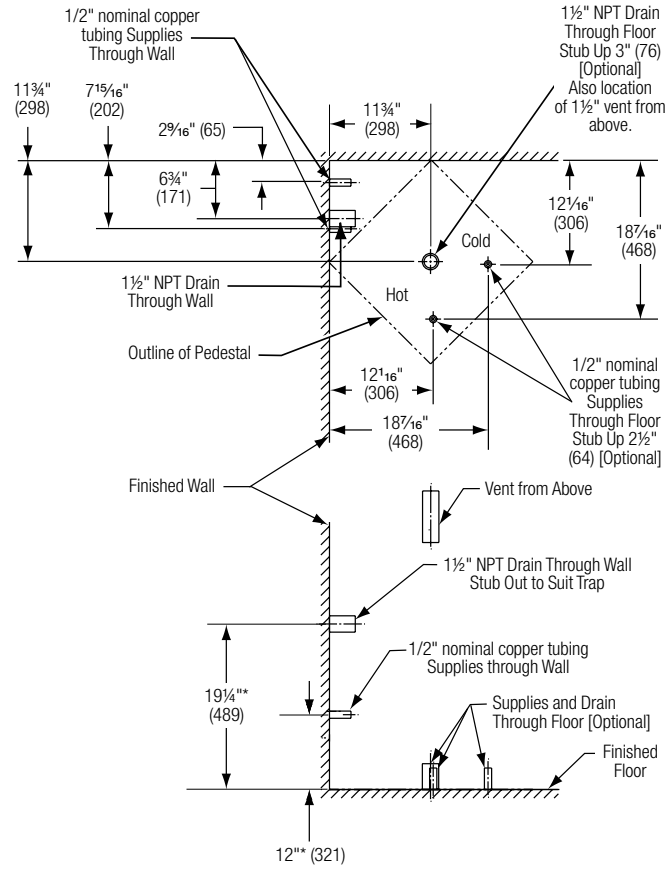 1/2" nominal copper
tubing Supplies
Through Wall
1½" NPT Drain
Through Floor
Stub Up 3" (76)
[Optional]
Also location
of 1½" vent from
above.
11¾"
(298)
7¹⁵⁄₁₆"
(202)
2⁹⁄₁₆" (65)
11¾"
(298)
6¾"
(171)
12¹⁄₁₆"
(306)
18⁷⁄₁₆"
(468)
Cold
1½" NPT Drain
Through Wall
Hot
Outline of Pedestal
12¹₁₆"
(306)
18⁷⁄₁₆"
(468)
1/2" nominal
copper tubing
Supplies
Through Floor
Stub Up 2½"
(64) [Optional]
Finished Wall
Vent from Above
1½" NPT Drain Through Wall
Stub Out to Suit Trap
1/2" nominal copper tubing
Supplies through Wall
19¼"*
(489)
Supplies and Drain
Through Floor [Optional]
Finished
Floor
12"* (321)